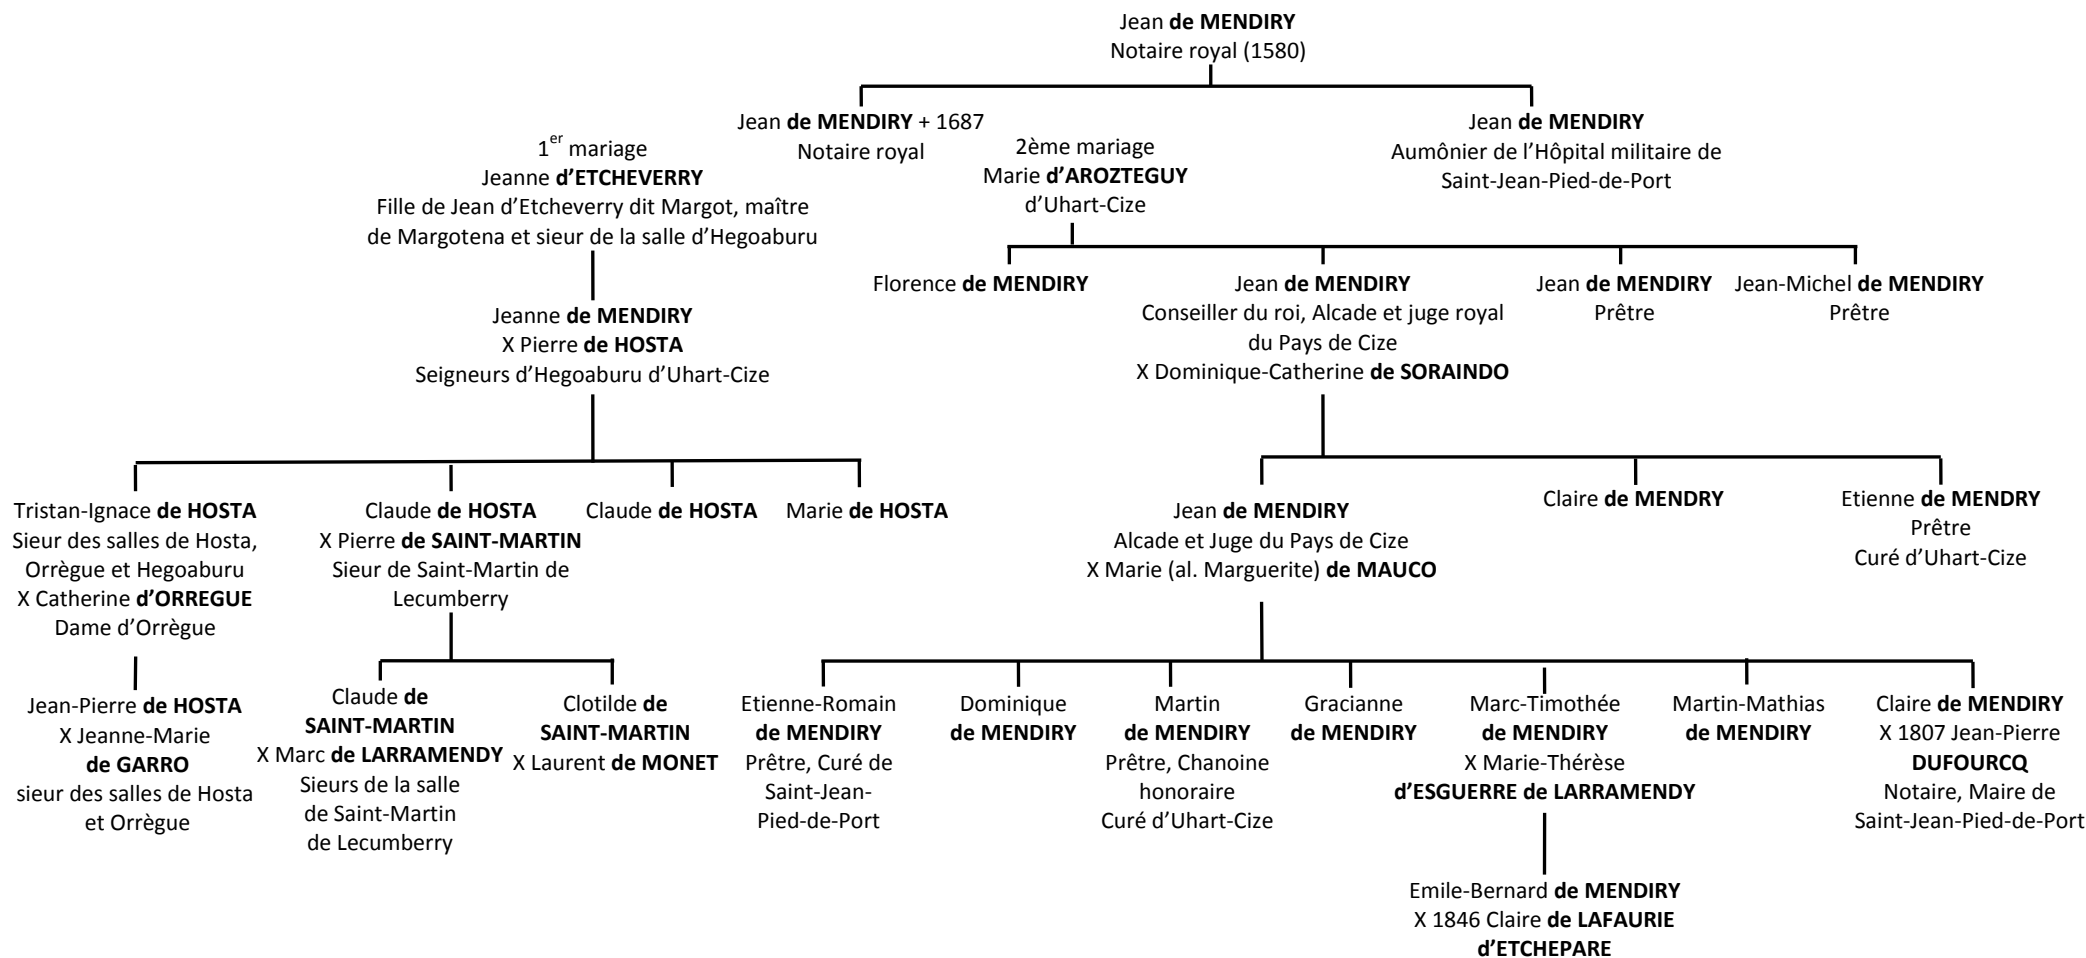 Jean de MENDIRY
Notaire royal (1580)
Jean de MENDIRY + 1687
Notaire royal
Jean de MENDIRY
Aumônier de l’Hôpital militaire de
Saint-Jean-Pied-de-Port
1er mariage
Jeanne d’ETCHEVERRY
Fille de Jean d’Etcheverry dit Margot, maître
de Margotena et sieur de la salle d’Hegoaburu
2ème mariage
Marie d’AROZTEGUY
d’Uhart-Cize
Jeanne de MENDIRY
X Pierre de HOSTA
Seigneurs d’Hegoaburu d’Uhart-Cize
Florence de MENDIRY
Jean de MENDIRY
Conseiller du roi, Alcade et juge royal
du Pays de Cize
X Dominique-Catherine de SORAINDO
Jean de MENDIRY
Prêtre
Jean-Michel de MENDIRY
Prêtre
Tristan-Ignace de HOSTA
Sieur des salles de Hosta,
Orrègue et Hegoaburu
X Catherine d’ORREGUE
Dame d’Orrègue
Claude de HOSTA
X Pierre de SAINT-MARTIN
Sieur de Saint-Martin de
Lecumberry
Claude de HOSTA
Marie de HOSTA
Jean de MENDIRY
Alcade et Juge du Pays de Cize
X Marie (al. Marguerite) de MAUCO
Claire de MENDRY
Etienne de MENDRY
Prêtre
Curé d’Uhart-Cize
Jean-Pierre de HOSTA
X Jeanne-Marie
de GARRO
sieur des salles de Hosta
et Orrègue
Claude de
SAINT-MARTIN
X Marc de LARRAMENDY
Sieurs de la salle
de Saint-Martin
de Lecumberry
Clotilde de
SAINT-MARTIN
X Laurent de MONET
Etienne-Romain
de MENDIRY
Prêtre, Curé de
Saint-Jean-
Pied-de-Port
Dominique
de MENDIRY
Martin
de MENDIRY
Prêtre, Chanoine
honoraire
Curé d’Uhart-Cize
Gracianne
de MENDIRY
Marc-Timothée
de MENDIRY
X Marie-Thérèse
d’ESGUERRE de LARRAMENDY
Martin-Mathias
de MENDIRY
Claire de MENDIRY
X 1807 Jean-Pierre
DUFOURCQ
Notaire, Maire de
Saint-Jean-Pied-de-Port
Emile-Bernard de MENDIRY
X 1846 Claire de LAFAURIE
d’ETCHEPARE